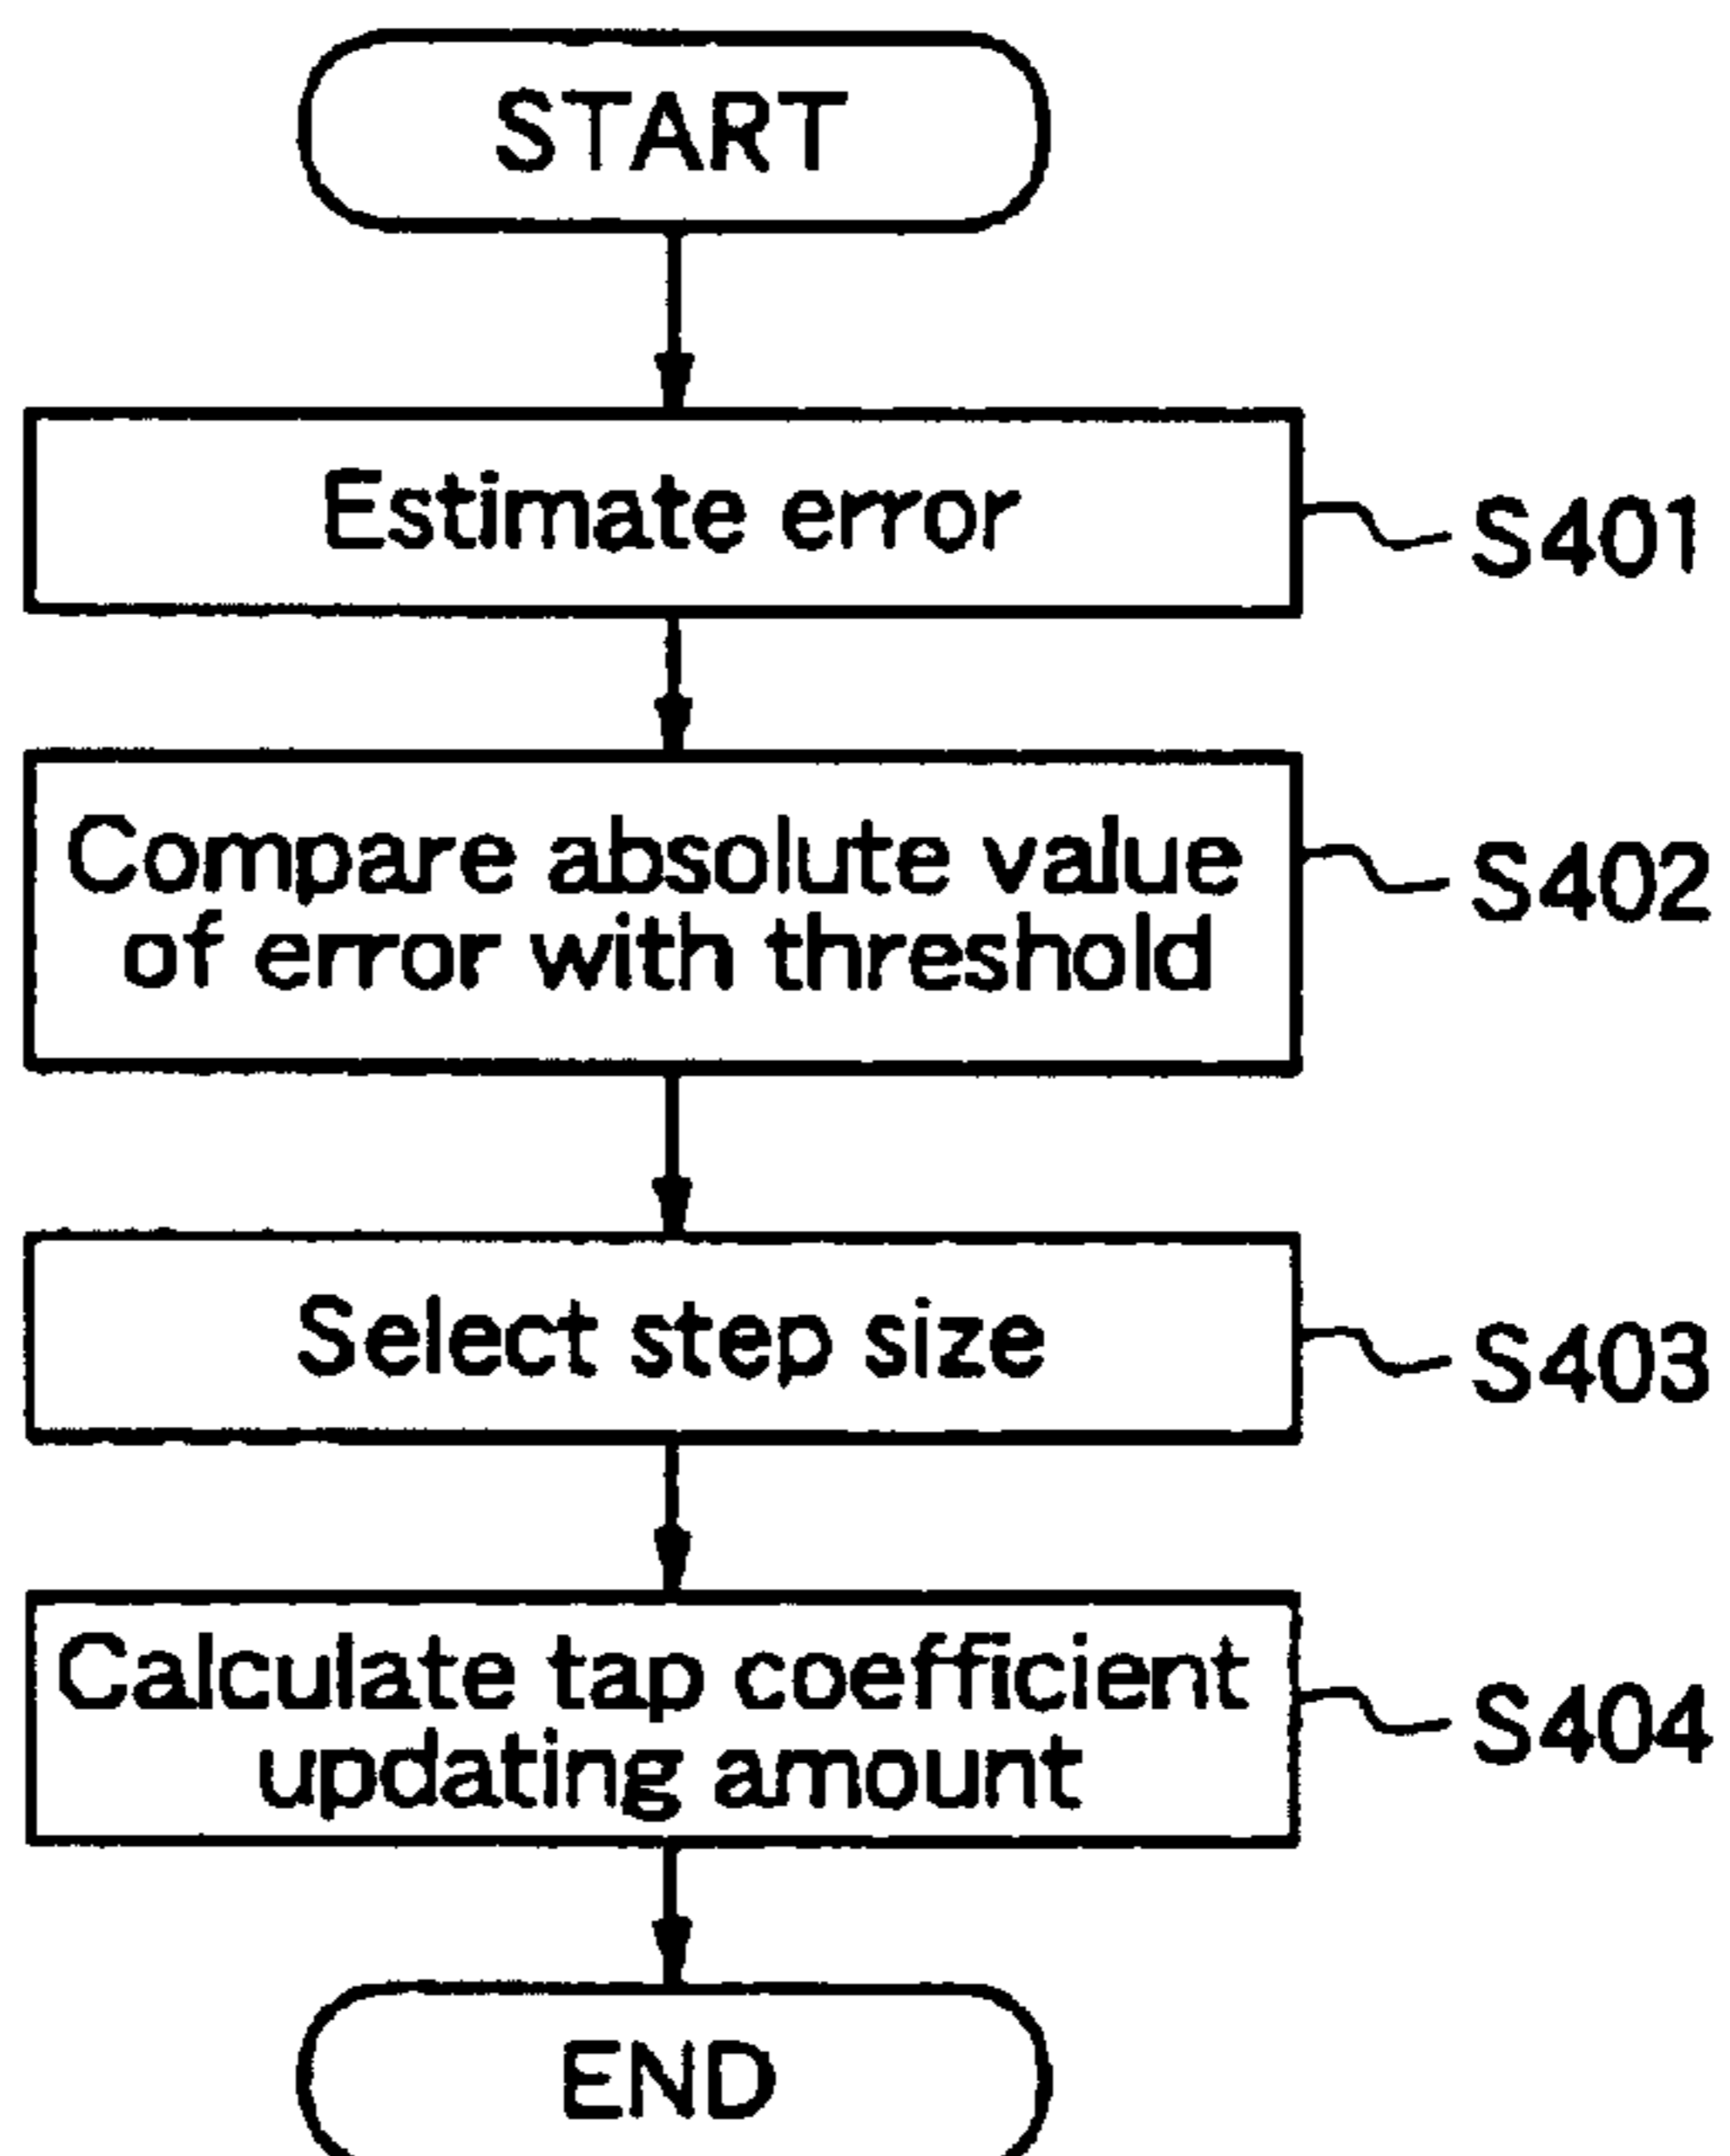 START
Estimate error
S401
Compare absolute value
of error with threshold
S402
Select step size
S403
Calculate tap coefficient
updating amount
S404
END